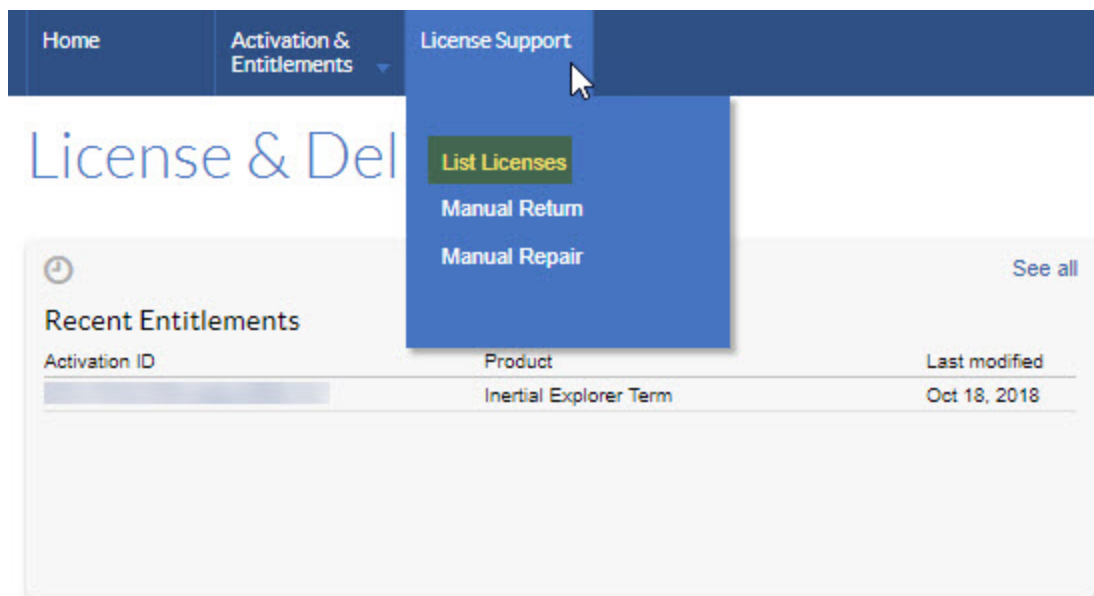 Home
Activation &
Entitlements
License Support
List Licenses
Manual Return
Manual Repair
License & Del
See all
Recent Entitlements
Activation ID Product Last modified
Inertial Explorer Term Oct 18, 2018